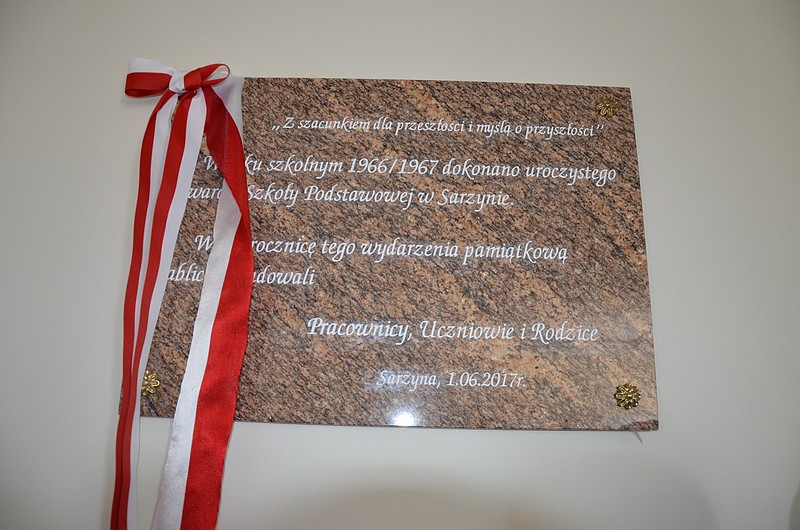 „Z szacunkiem dla przeszłości i myślą o przyszłości”
W szkolnym 1966/1967 dokonano uroczystego
Szkoły Podstawowej w Sarzynie.
W rocznicę tego wydarzenia pamiątkową
Pracownicy, Uczniowie i Rodzice
Sarzyna, 1.06.2017r.